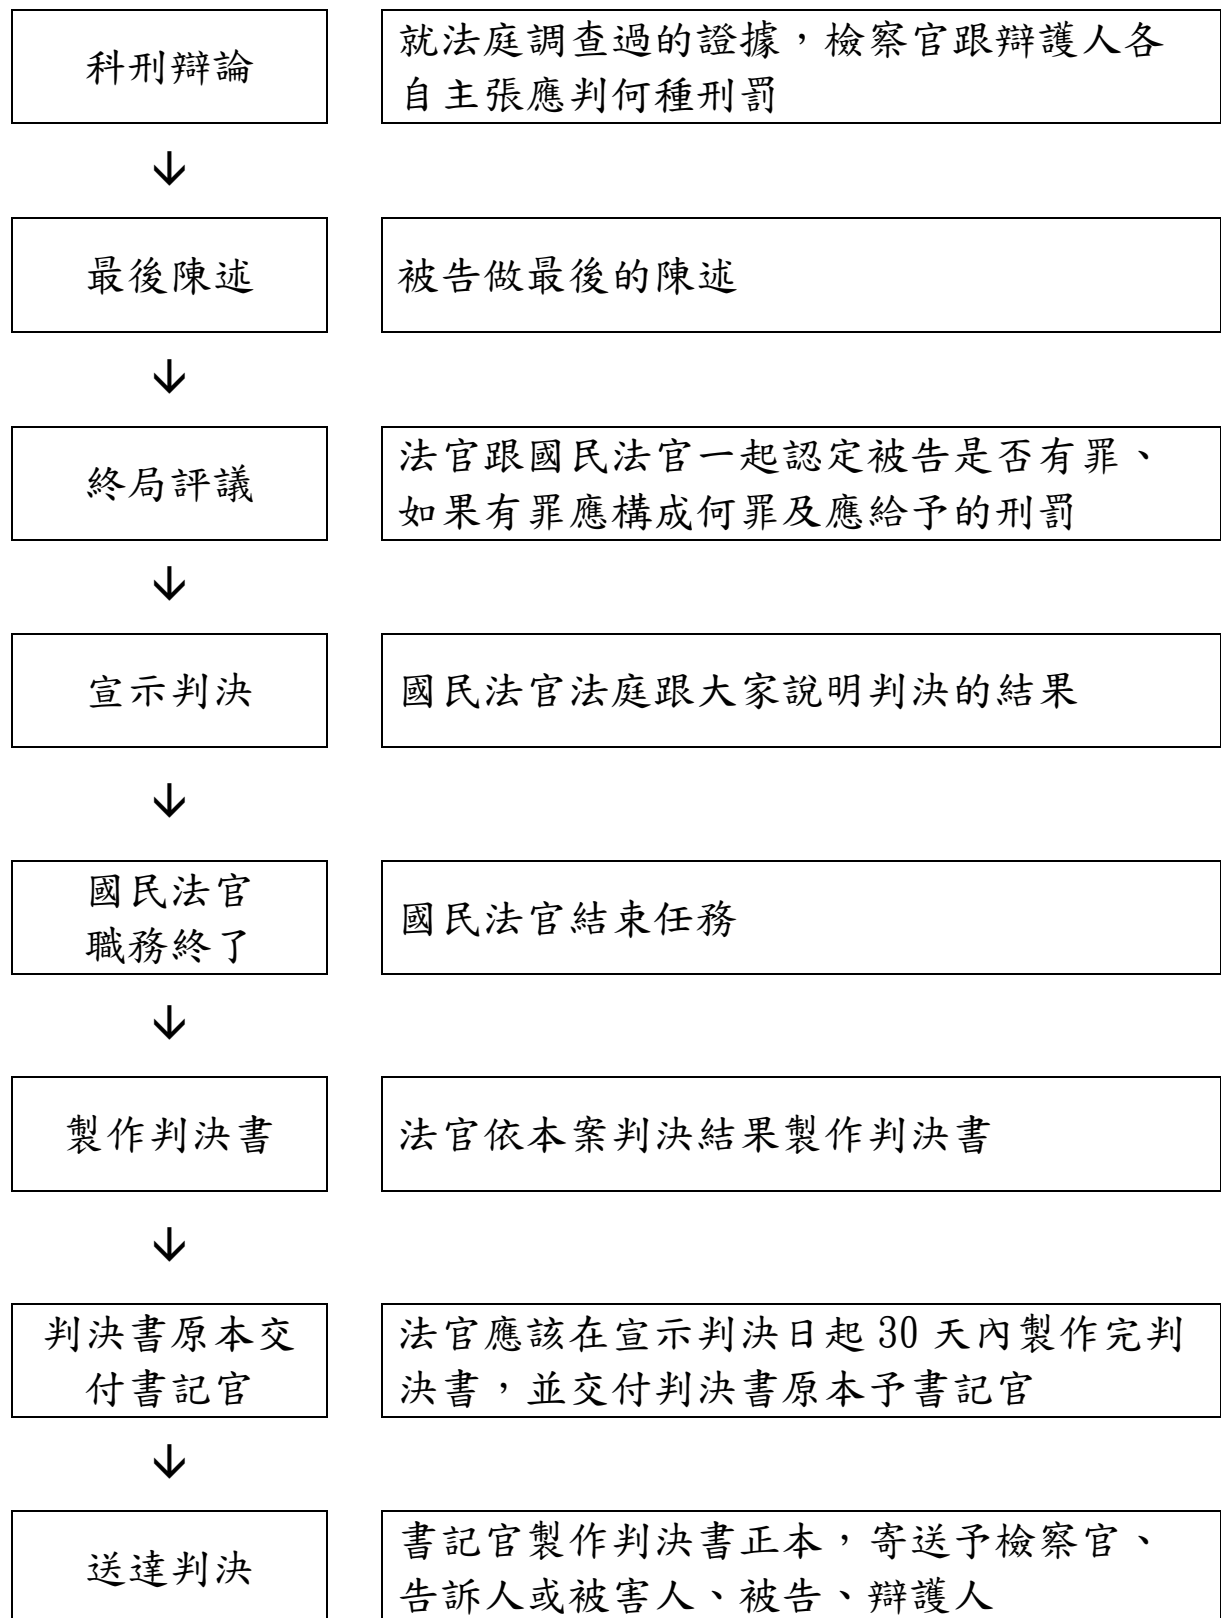 科刑辯論
就法庭調查過的證據，檢察官跟辯護人各
自主張應判何種刑罰
↓
最後陳述
被告做最後的陳述
↓
終局評議
法官跟國民法官一起認定被告是否有罪、
如果有罪應構成何罪及應給予的刑罰
↓
宣示判決
國民法官法庭跟大家說明判決的結果
↓
國民法官
職務終了
國民法官結束任務
↓
製作判決書
法官依本案判決結果製作判決書
↓
判決書原本交
付書記官
法官應該在宣示判決日起 30 天內製作完判
決書，並交付判決書原本予書記官
↓
送達判決
書記官製作判決書正本，寄送予檢察官、
告訴人或被害人、被告、辯護人